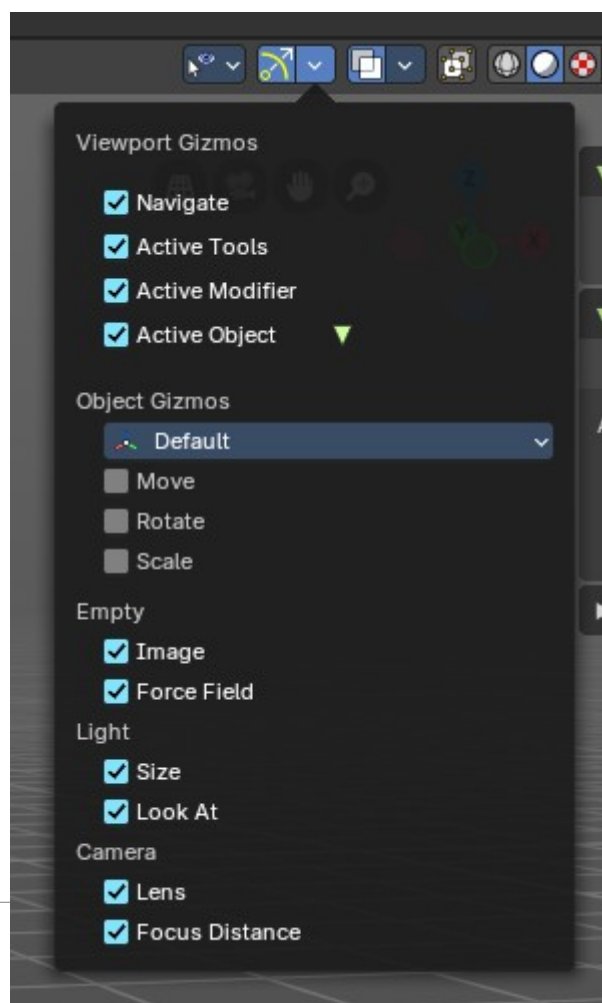 Viewport Gizmos
Navigate
Active Tools
Active Modifier
Active Object
Object Gizmos
Default
Move
Rotate
Scale
Empty
Image
Force Field
Light
Size
Look At
Camera
Lens
Focus Distance